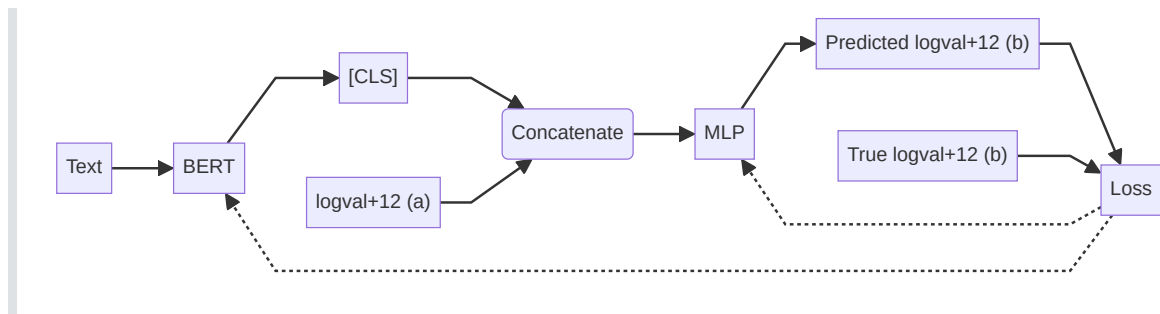 Text
BERT
[CLS]
logval+12 (a)
Concatenate
MLP
Predicted logval+12 (b)
True logval+12 (b)
Loss